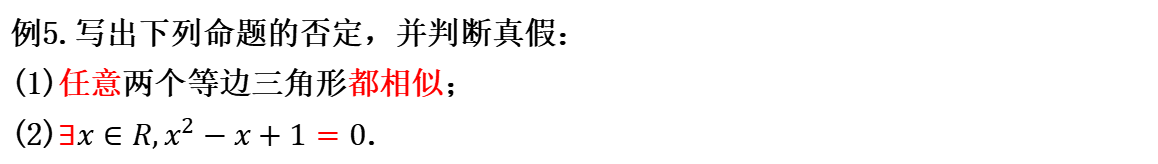 例5.写出下列命题的否定，并判断真假：
(1)任意两个等边三角形都相似；
(2)∃x ∈ R, x² − x + 1 = 0.